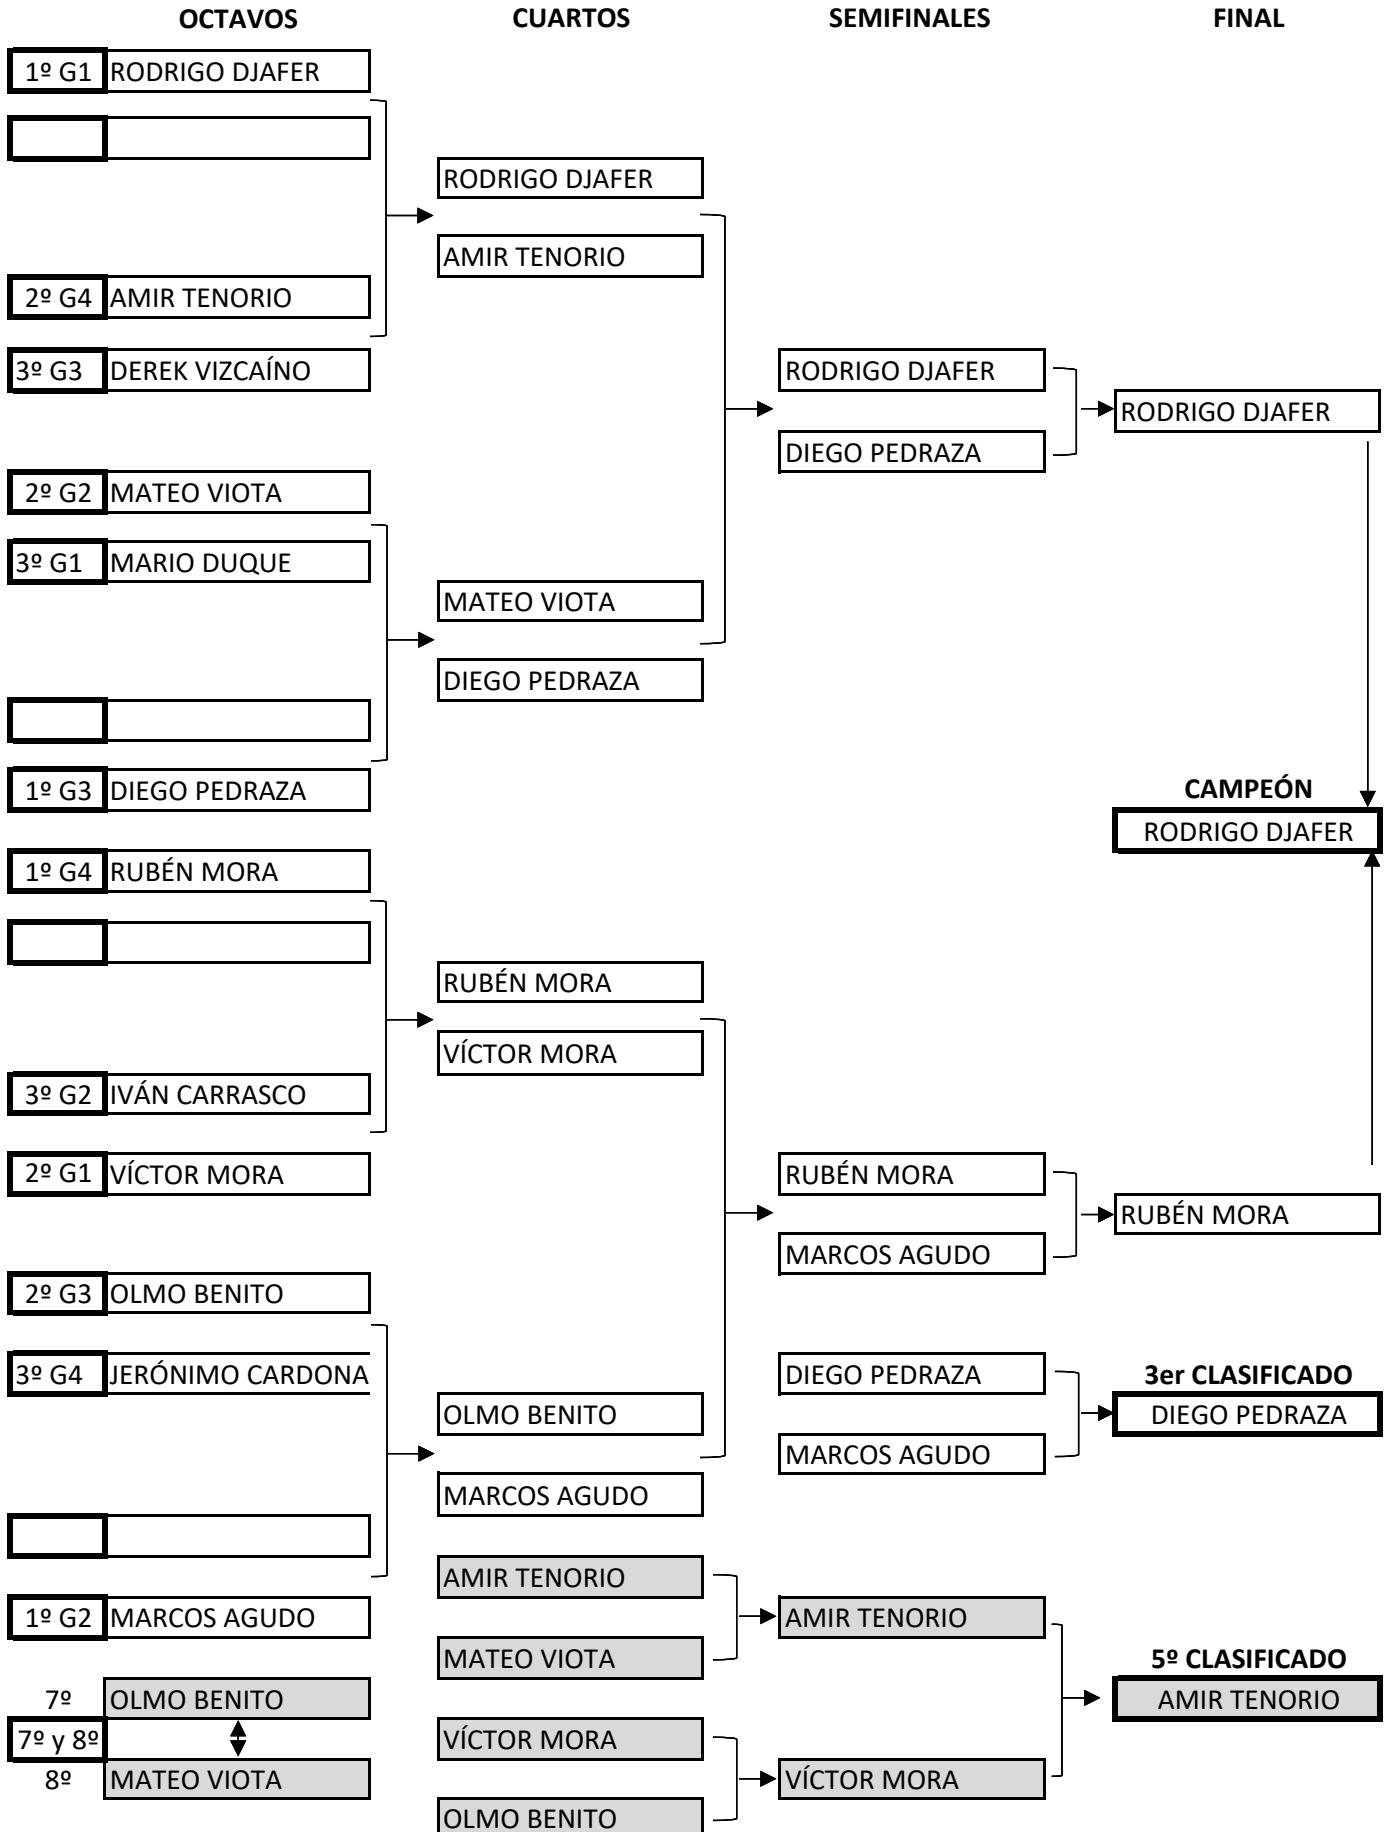 OCTAVOS CUARTOS SEMIFINALES FINAL
1º G1 RODRIGO DJAFER
RODRIGO DJAFER
AMIR TENORIO
2º G4 AMIR TENORIO
3º G3 DEREK VIZCAÍNO RODRIGO DJAFER
RODRIGO DJAFER
DIEGO PEDRAZA
2º G2 MATEO VIOTA
3º G1 MARIO DUQUE
MATEO VIOTA
DIEGO PEDRAZA
1º G3 DIEGO PEDRAZA CAMPEÓN
RODRIGO DJAFER
1º G4 RUBÉN MORA
RUBÉN MORA
VÍCTOR MORA
3º G2 IVÁN CARRASCO
2º G1 VÍCTOR MORA RUBÉN MORA
RUBÉN MORA
MARCOS AGUDO
2º G3 OLMO BENITO
3º G4 JERÓNIMO CARDONA DIEGO PEDRAZA 3er CLASIFICADO
OLMO BENITO DIEGO PEDRAZA
MARCOS AGUDO
MARCOS AGUDO
AMIR TENORIO
1º G2 MARCOS AGUDO AMIR TENORIO
MATEO VIOTA 5º CLASIFICADO
7º OLMO BENITO AMIR TENORIO
7º y 8º VÍCTOR MORA
8º MATEO VIOTA VÍCTOR MORA
OLMO BENITO